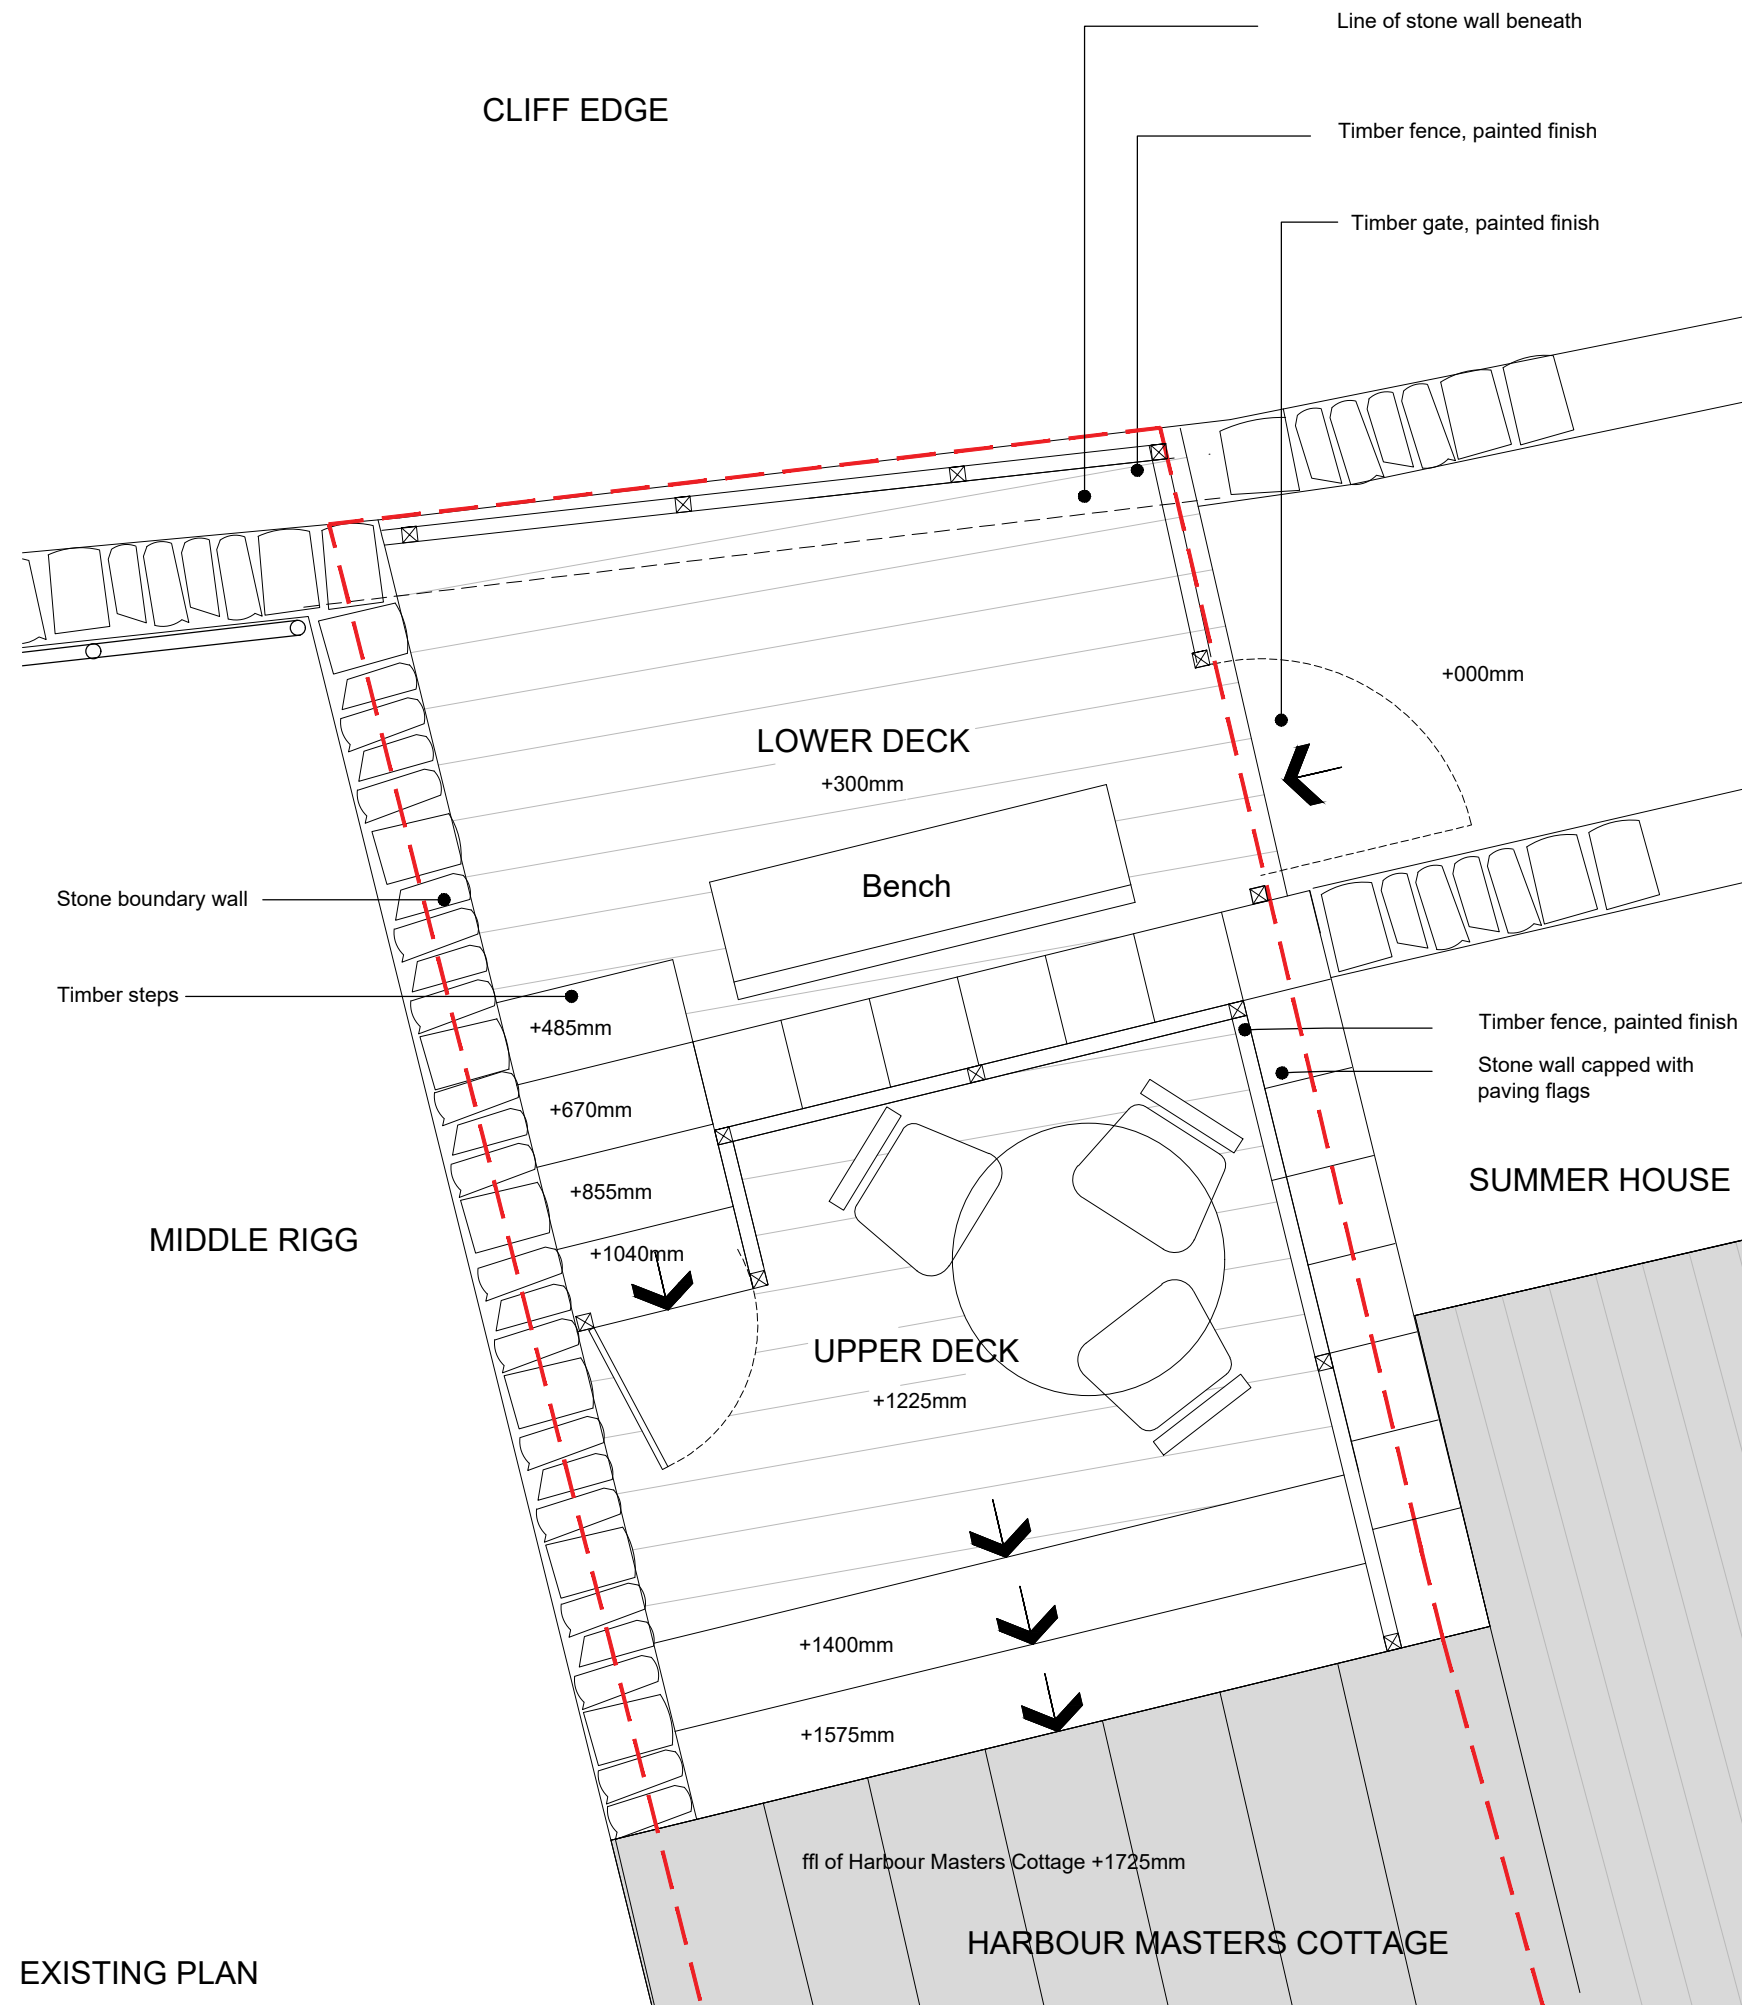 Line of stone wall beneath
CLIFF EDGE
Timber fence, painted finish
Timber gate, painted finish
+000mm
LOWER DECK
+300mm
Bench
Stone boundary wall
Timber steps
+485mm
Timber fence, painted finish
Stone wall capped with
paving flags
+670mm
SUMMER HOUSE
+855mm
MIDDLE RIGG
+1040mm
UPPER DECK
+1225mm
+1400mm
+1575mm
ffl of Harbour Masters Cottage +1725mm
HARBOUR MASTERS COTTAGE
EXISTING PLAN